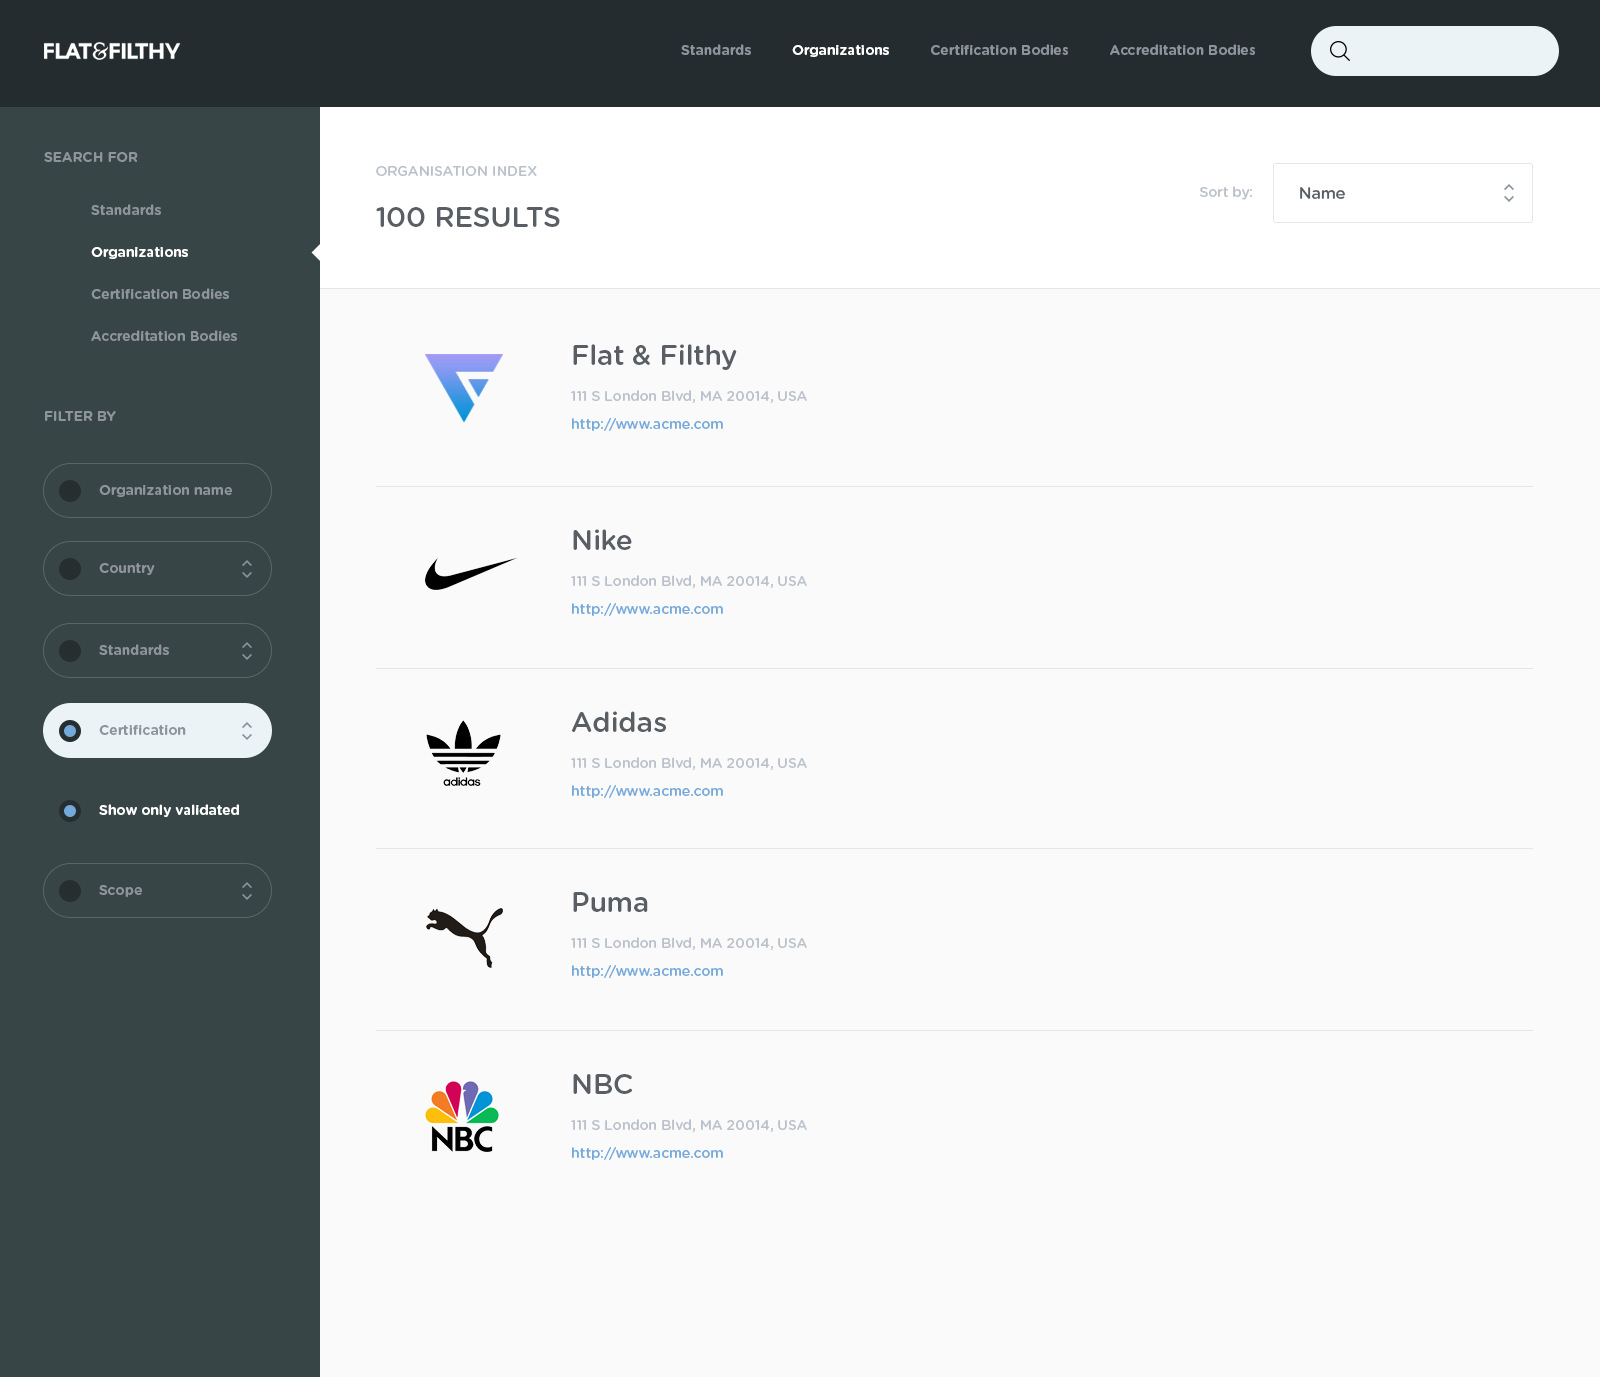 FLAT&FILTHY
Standards
Organizations
Certification Bodies
Accreditation Bodies
SEARCH FOR
Standards
Organizations
Certification Bodies
Accreditation Bodies
FILTER BY
Organization name
Country
Standards
Certification
Show only validated
Scope
ORGANISATION INDEX
100 RESULTS
Sort by:
Name
Flat & Filthy
111 S London Blvd, MA 20014, USA
http://www.acme.com
Nike
111 S London Blvd, MA 20014, USA
http://www.acme.com
adidas
Adidas
111 S London Blvd, MA 20014, USA
http://www.acme.com
Puma
111 S London Blvd, MA 20014, USA
http://www.acme.com
NBC
NBC
111 S London Blvd, MA 20014, USA
http://www.acme.com